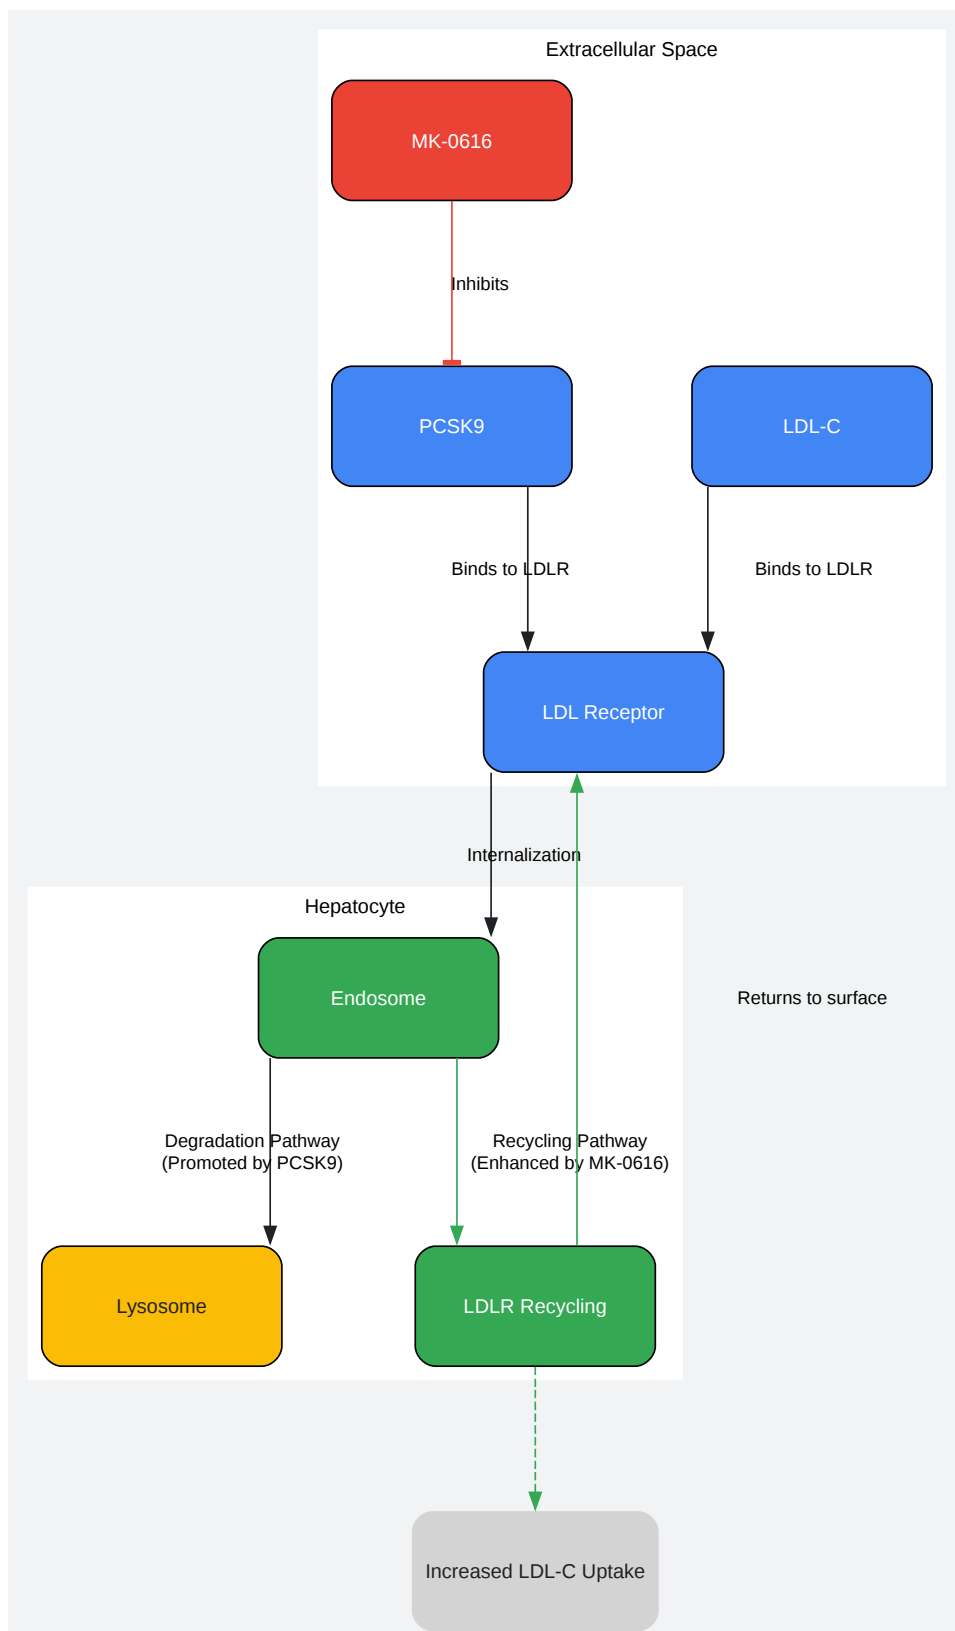 Extracellular Space
MK-0616
Inhibits
PCSK9
LDL-C
Binds to LDLR
Binds to LDLR
LDL Receptor
Internalization
Hepatocyte
Endosome
Returns to surface
Degradation Pathway
(Promoted by PCSK9)
Recycling Pathway
(Enhanced by MK-0616)
Lysosome
LDLR Recycling
Increased LDL-C Uptake